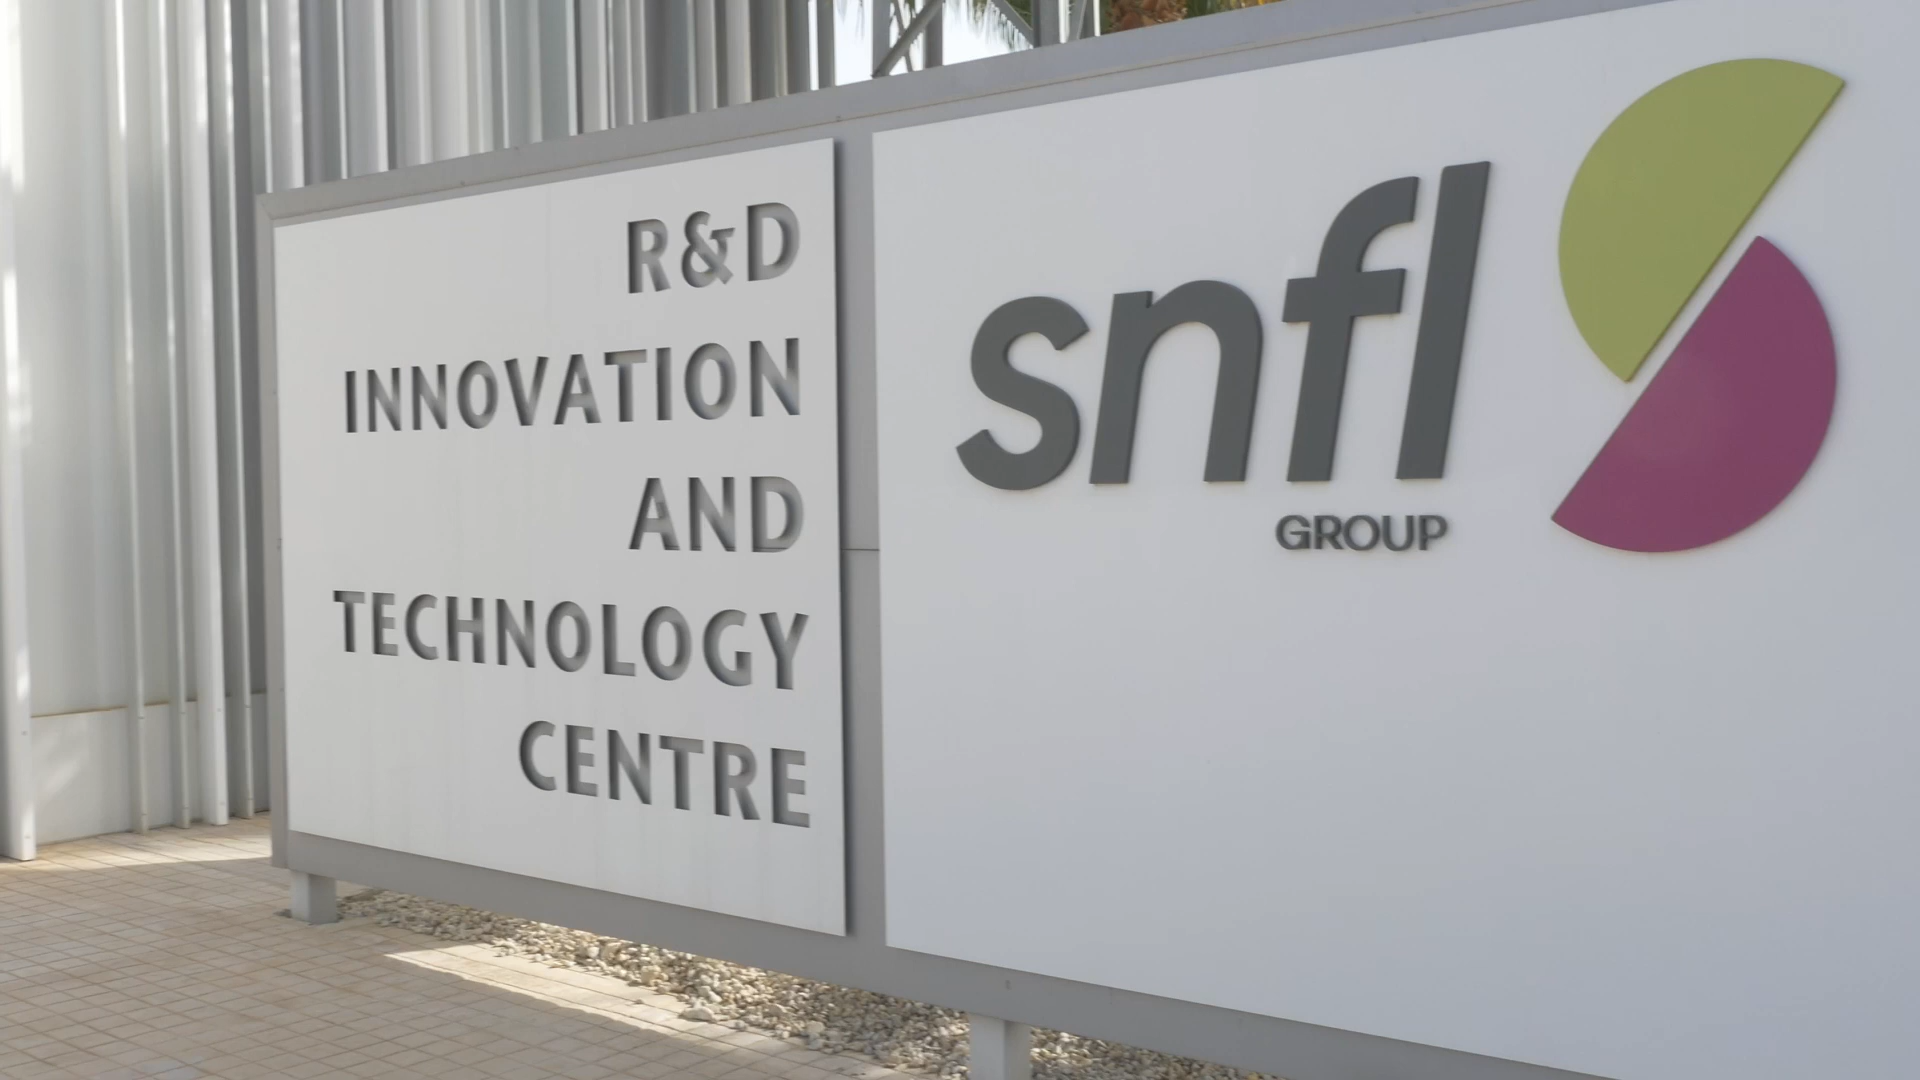 R&D
INNOVATION
AND
TECHNOLOGY
CENTRE
snfl
GROUP